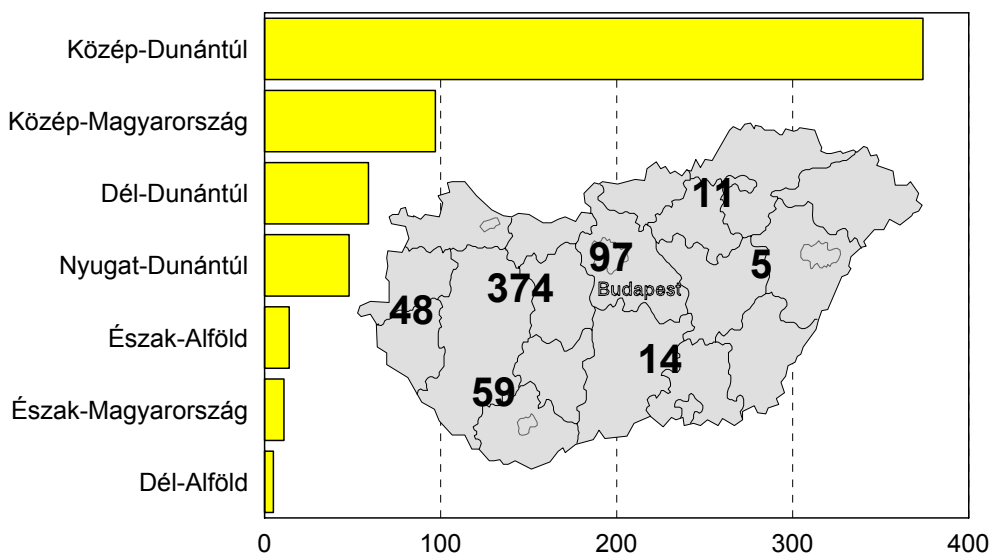 Közép-Dunántúl
Közép-Magyarország
Dél-Dunántúl
Nyugat-Dunántúl
Észak-Alföld
Észak-Magyarország
Dél-Alföld
11
97
5
374
Budapest
48
14
59
0 100 200 300 400